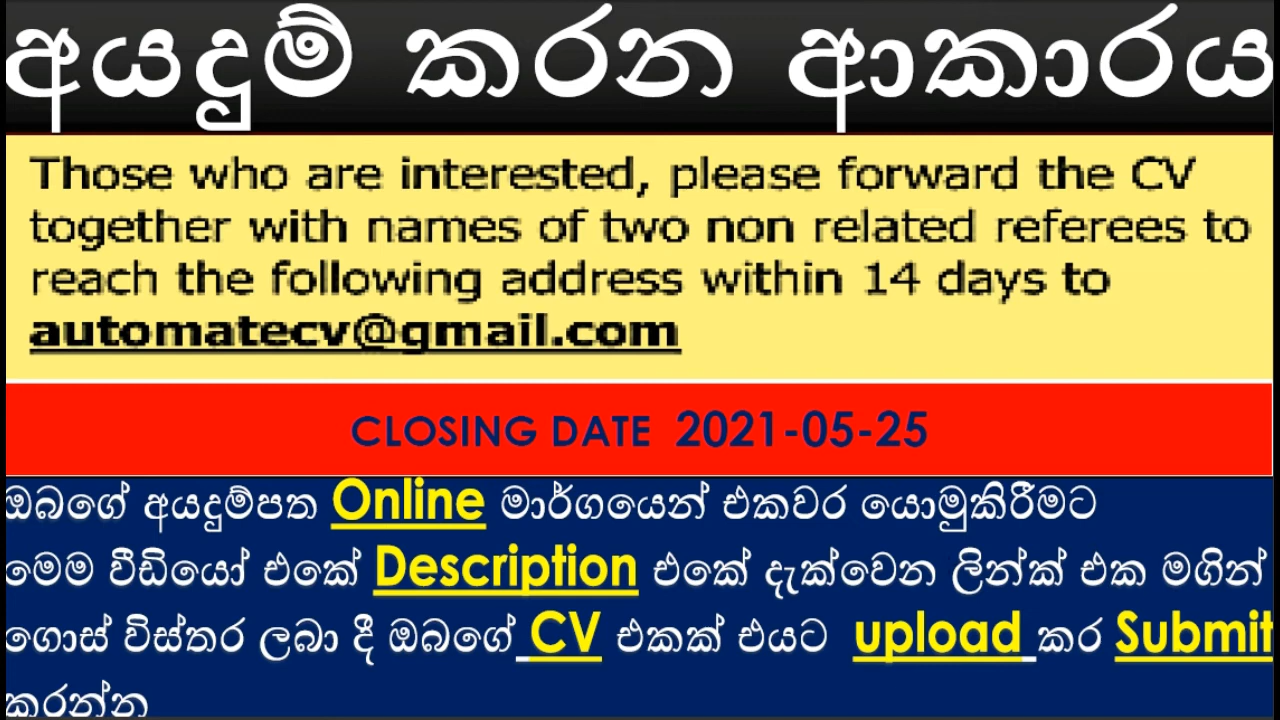 අයදුම් කරන ආකාරය
Those who are interested, please forward the CV
together with names of two non related referees to
reach the following address within 14 days to
automatecv@gmail.com
CLOSING DATE 2021-05-25
ඔබගේ අයදුම්පත Online මාර්ගයෙන් එකවර යොමුකිරීමට
මෙම වීඩියෝ එකේ Description එකේ දැක්වෙන ලින්ක් එක මගින්
ගොස් විස්තර ලබා දී ඔබගේ CV එකක් එයට upload කර Submit
කරන්න